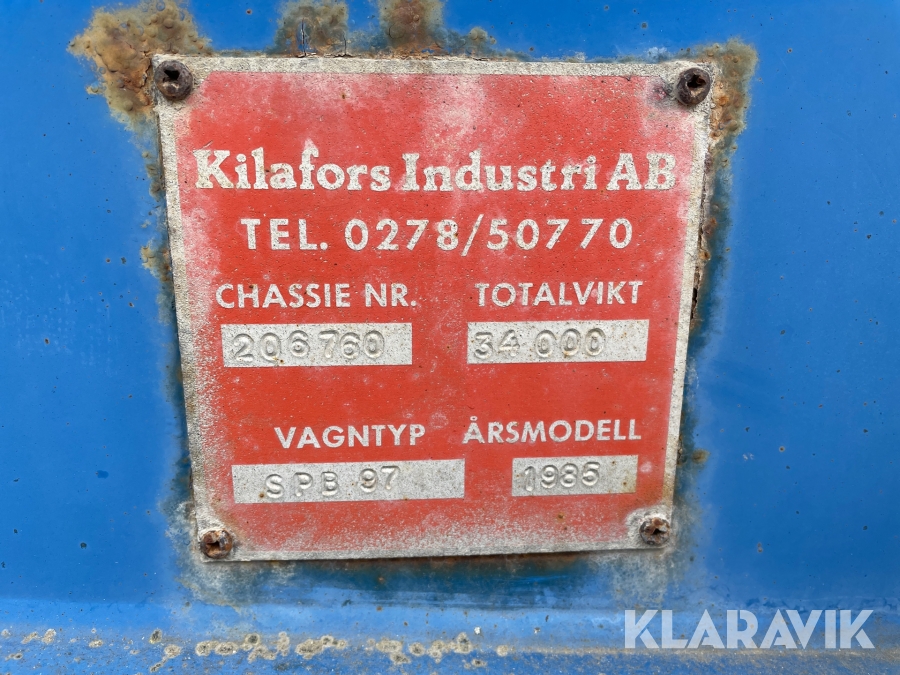 Kilafors Industri AB
TEL. 0278/50770
CHASSIE NR. TOTALVIKT
206760 34 000
VAGNTYP ÅRSMODELL
SPB 97 1985
KLARAVIK